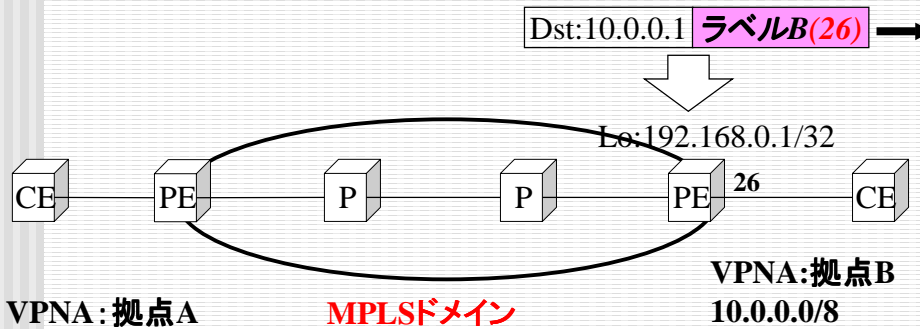 Dst:10.0.0.1 ラベルB(26)
Lo:192.168.0.1/32
CE PE P P PE 26 CE
VPNA:拠点B
VPNA:拠点A MPLSドメイン 10.0.0.0/8